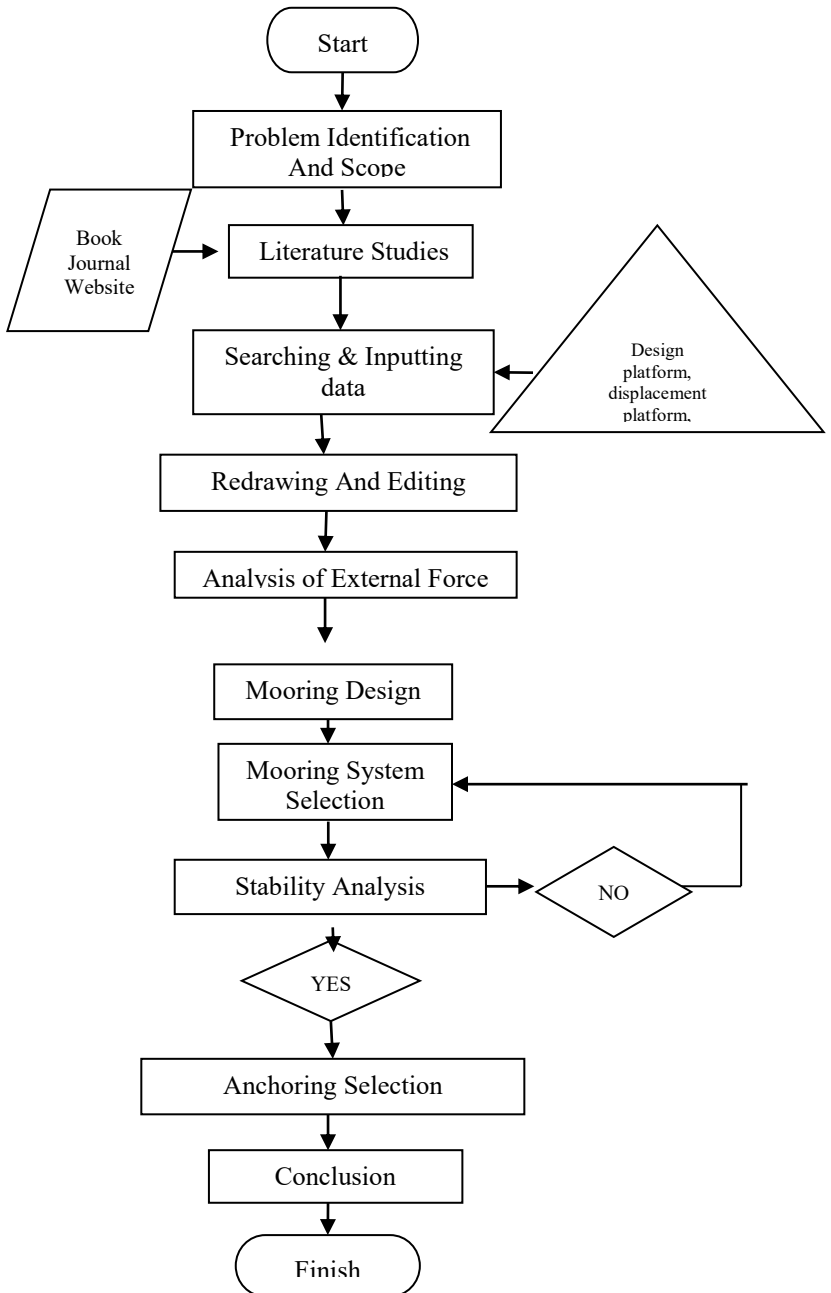 Start
Problem Identification
And Scope
Book
Journal
Website
Literature Studies
Searching & Inputting
data
Design
platform,
displacement
platform,
Redrawing And Editing
Analysis of External Force
Mooring Design
Mooring System
Selection
Stability Analysis
NO
YES
Anchoring Selection
Conclusion
Finish